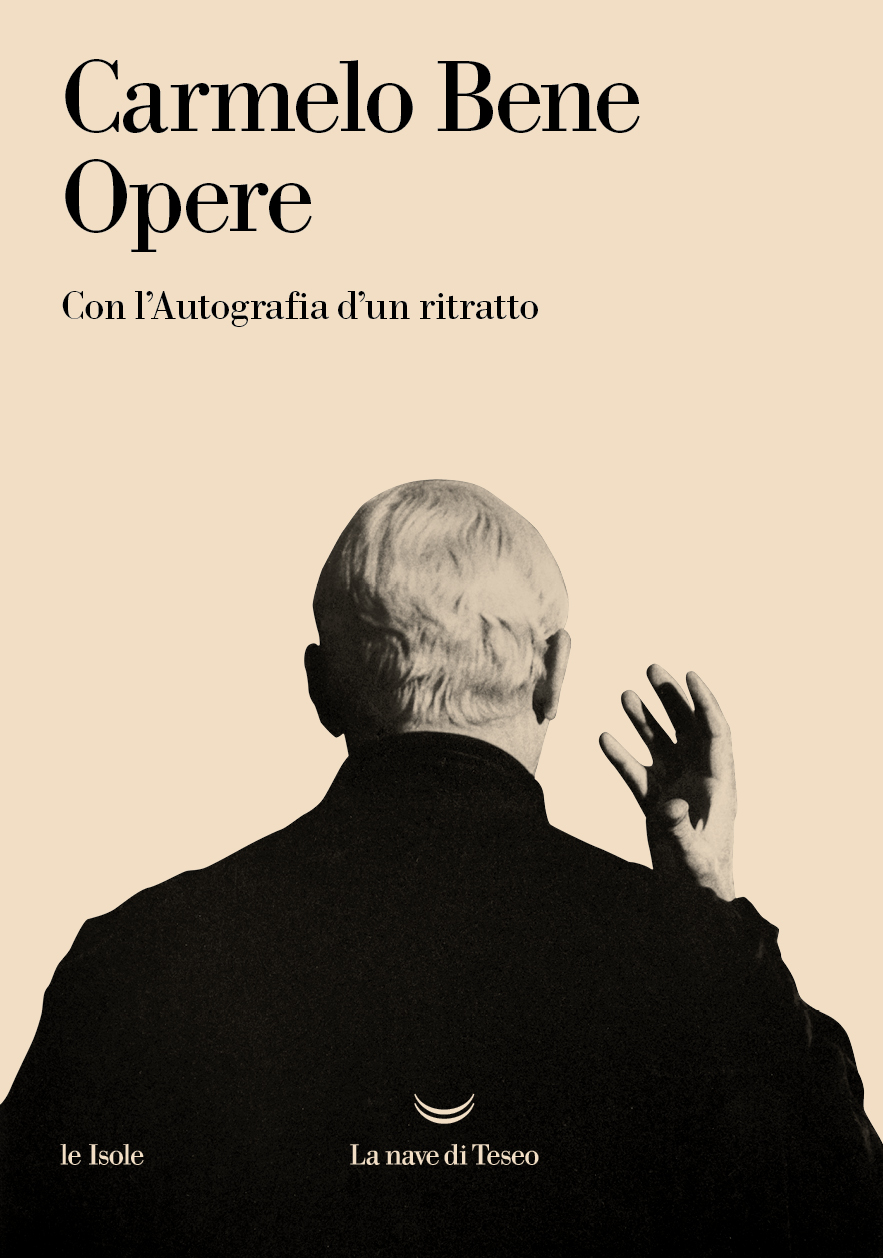 Carmelo Bene
Opere
Con l’Autografia d’un ritratto
le Isole
La nave di Teseo